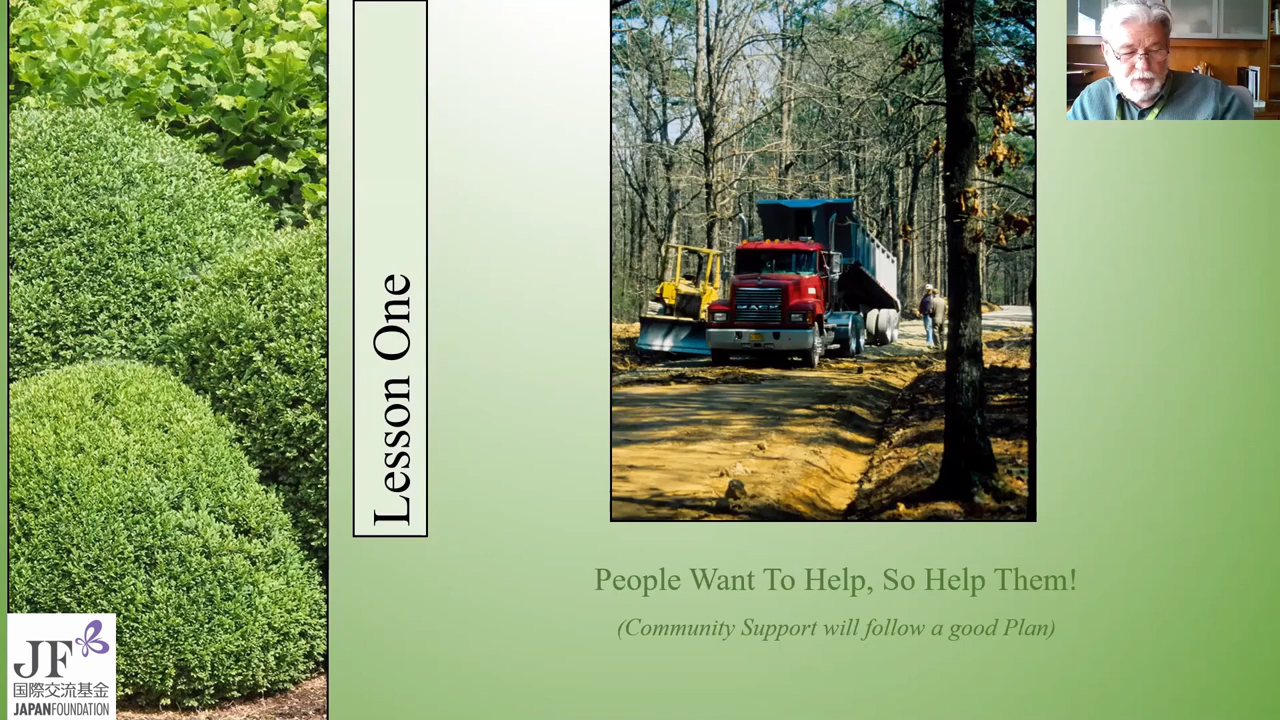 Lesson One
MACK
People Want To Help, So Help Them!
(Community Support will follow a good Plan)
JF
国際交流基金
JAPANFOUNDATION